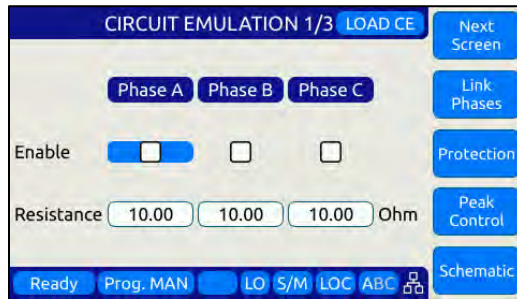 CIRCUIT EMULATION 1/3 LOAD CE
Next
Screen
Phase A Phase B Phase C
Link
Phases
Enable
Protection
Resistance 10.00 10.00 10.00 Ohm
Peak
Control
Ready Prog. MAN LO S/M LOC ABC
Schematic